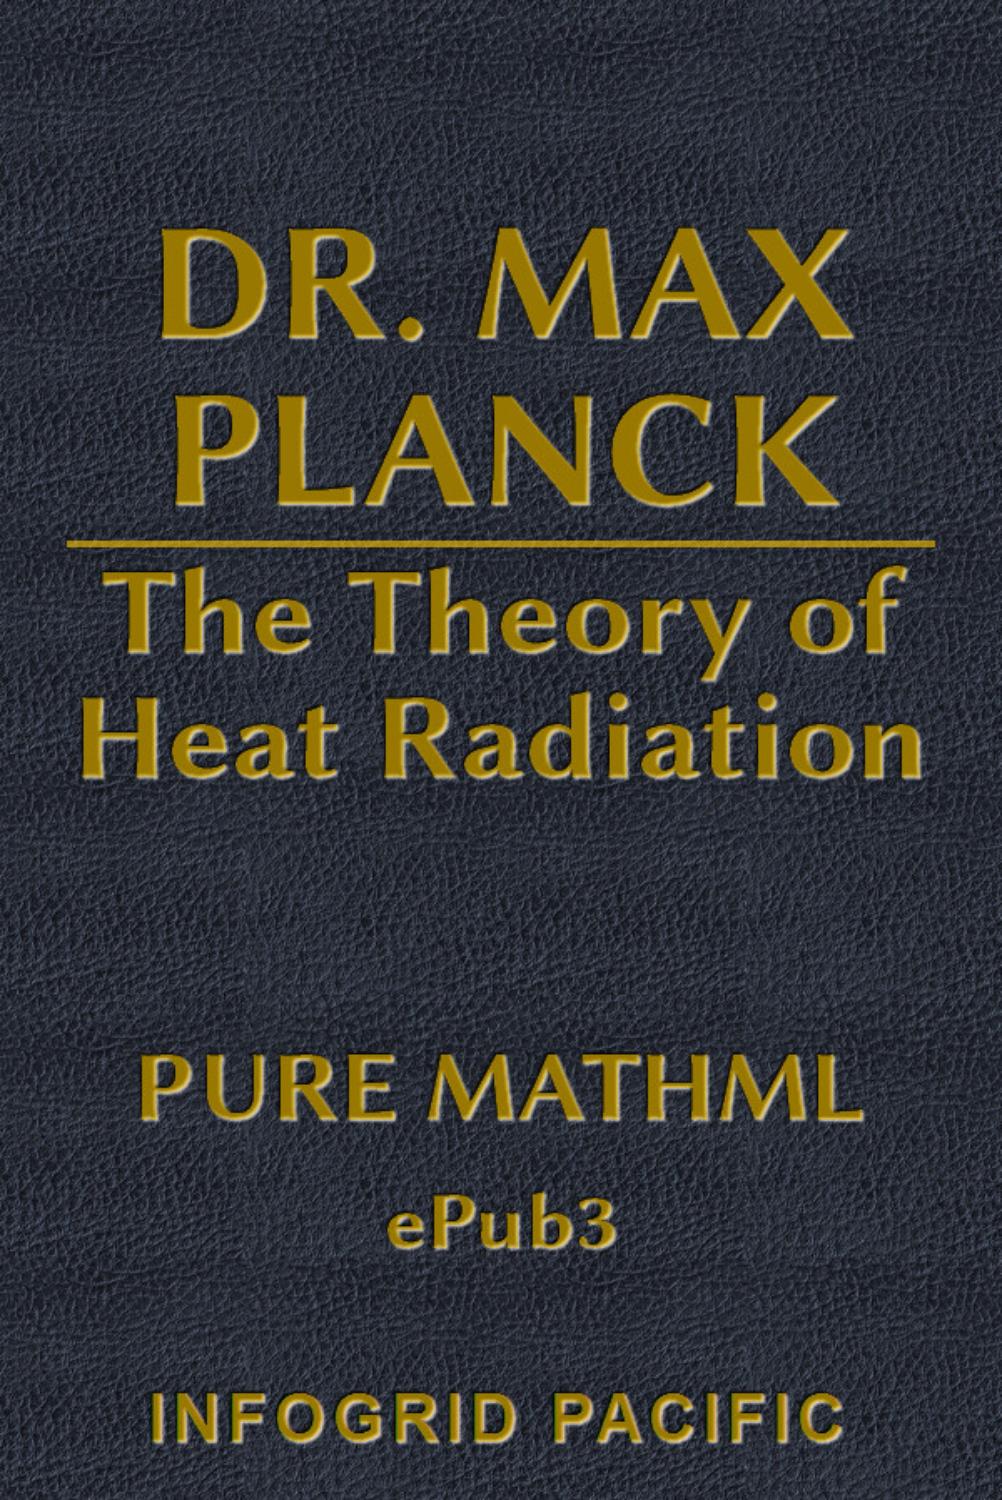 DR. MAX
PLANCK
The Theory of
Heat Radiation
PURE MATHML
ePub3
INFOGRID PACIFIC